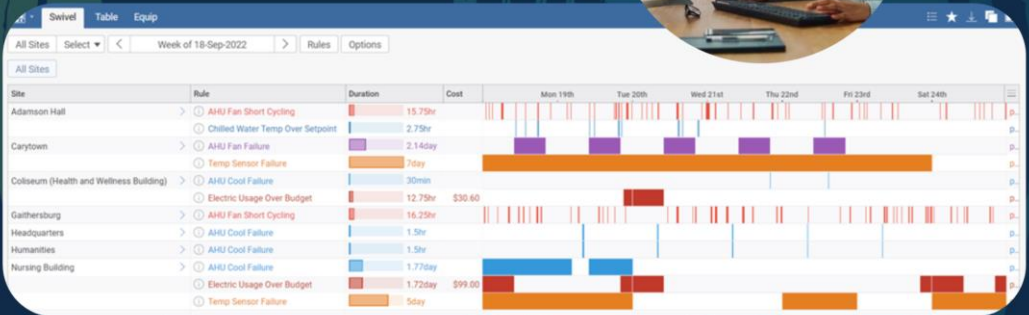 Swivel Table Equip
All Sites Select Week of 18-Sep-2022 Rules Options
All Sites
Site Rule Duration Cost Mon 19th Tue 20th Wed 21st Thu 22nd Fri 23rd Sat 24th
Adamson Hall AHU Fan Short Cycling 15.75hr
Chilled Water Temp Over Setpoint 2.75hr
Carytown AHU Fan Failure 2.14day
Temp Sensor Failure 7day
Coliseum (Health and Wellness Building) AHU Cool Failure 30min
Electric Usage Over Budget 12.75hr $30.60
Gaithersburg AHU Fan Short Cycling 16.25hr
Headquarters AHU Cool Failure 1.5hr
Humanities AHU Cool Failure 1.5hr
Nursing Building AHU Cool Failure 1.77day
Electric Usage Over Budget 1.72day $99.00
Temp Sensor Failure 5day